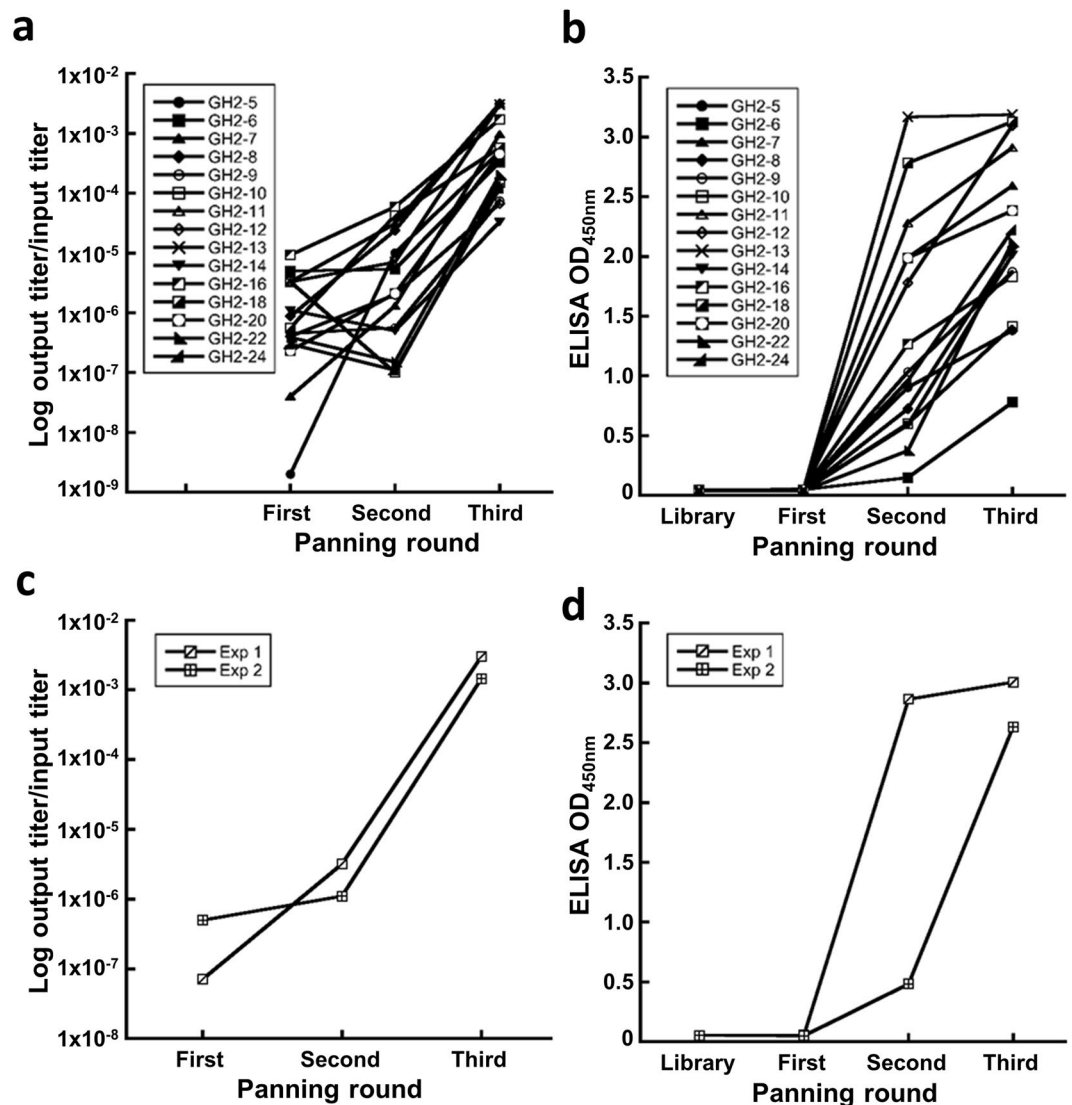 a
Log output titer/input titer
1x10-2
1x10-3
1x10-4
1x10-5
1x10-6
1x10-7
1x10-8
1x10-9
GH2-5
GH2-6
GH2-7
GH2-8
GH2-9
GH2-10
GH2-11
GH2-12
GH2-13
GH2-14
GH2-16
GH2-18
GH2-20
GH2-22
GH2-24
First Second Third
Panning round
b
ELISA OD450nm
3.5
3.0
2.5
2.0
1.5
1.0
0.5
0
GH2-5
GH2-6
GH2-7
GH2-8
GH2-9
GH2-10
GH2-11
GH2-12
GH2-13
GH2-14
GH2-16
GH2-18
GH2-20
GH2-22
GH2-24
Library First Second Third
Panning round
c
Log output titer/input titer
1x10-2
1x10-3
1x10-4
1x10-5
1x10-6
1x10-7
1x10-8
Exp 1
Exp 2
First Second Third
Panning round
d
ELISA OD450nm
3.5
3.0
2.5
2.0
1.5
1.0
0.5
0
Exp 1
Exp 2
Library First Second Third
Panning round